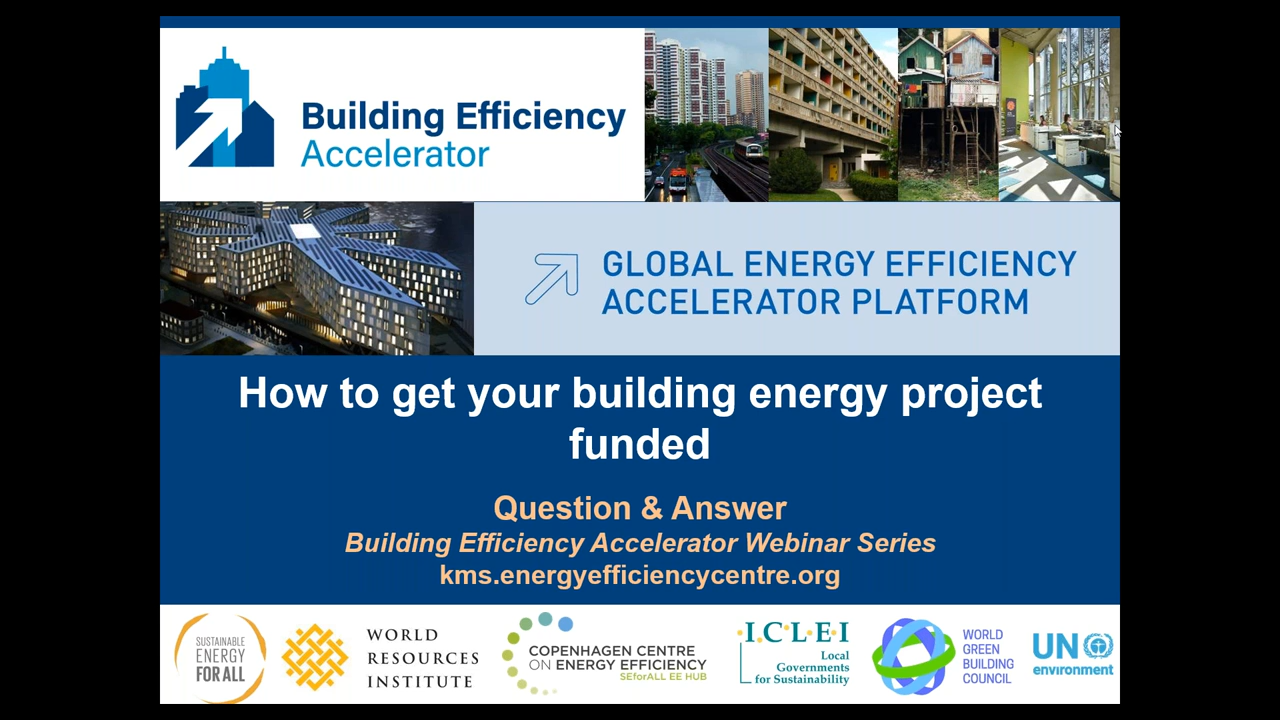 Building Efficiency
Accelerator
GLOBAL ENERGY EFFICIENCY
ACCELERATOR PLATFORM
How to get your building energy project
funded
Question & Answer
Building Efficiency Accelerator Webinar Series
kms.energyefficiencycentre.org
SUSTAINABLE
ENERGY
FOR ALL
WORLD
RESOURCES
INSTITUTE
COPENHAGEN CENTRE
ON ENERGY EFFICIENCY
SEforALL EE HUB
I.C.L.E.I
Local
Governments
for Sustainability
WORLD
GREEN
BUILDING
COUNCIL
UN
environment